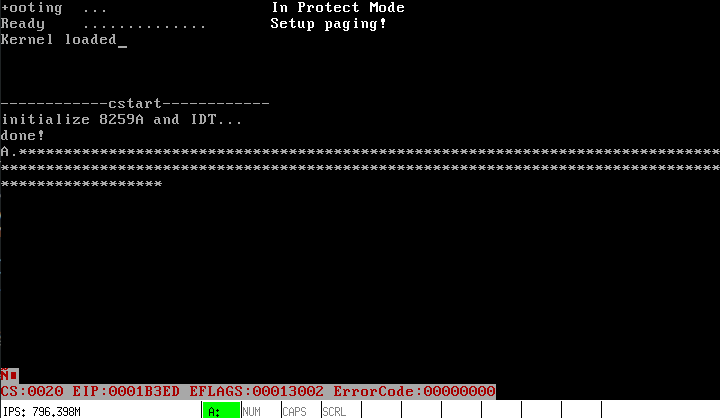 +ooting  ...                  In Protect Mode
Ready    ..............       Setup paging!
Kernel loaded_
------------cstart------------
initialize 8259A and IDT...
done!
A.******************************************************************************
********************************************************************************
******************
CS:0020 EIP:0001B3ED EFLAGS:00013002 ErrorCode:00000000
IPS: 796.398M A: NUM CAPS SCRL